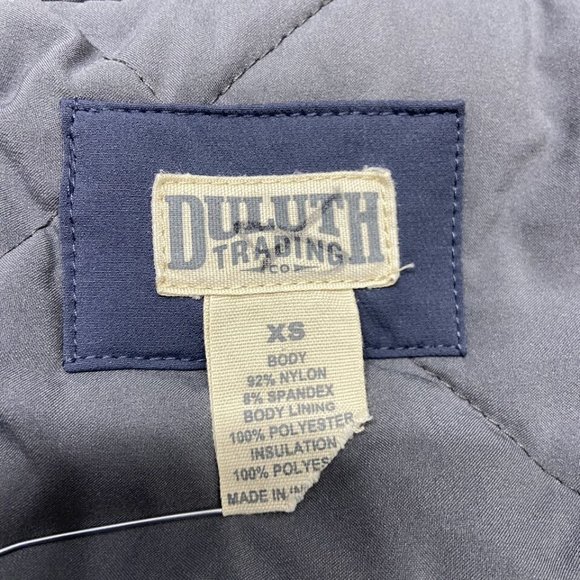 DULUTH
TRADING
CO
XS
BODY
92% NYLON
8% SPANDEX
BODY LINING
100% POLYESTER
INSULATION
100% POLYES
MADE IN